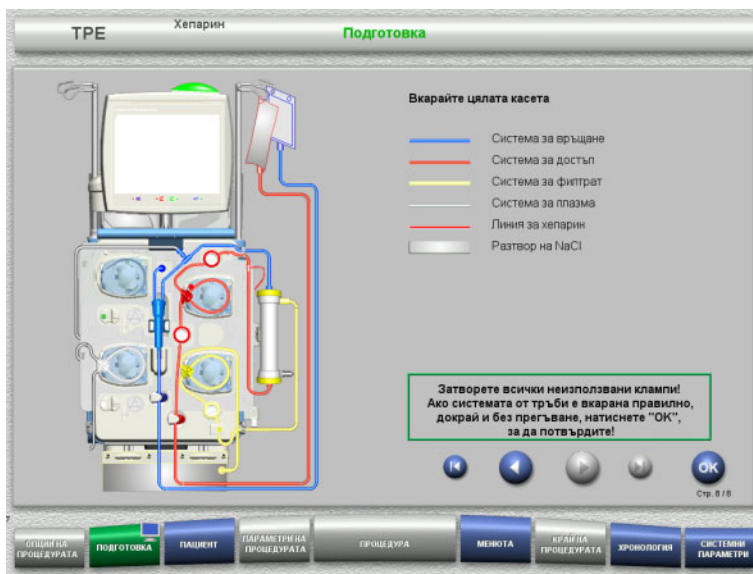 TPE
Хепарин
Подготовка
Вкарайте цялата касета
Система за връщане
Система за достъп
Система за филтрат
Система за плазма
Линия за хепарин
Разтвор на NaCl
Затворете всички неизползвани клампи!
Ако системата от тръби е вкарана правилно,
докрай и без прегъване, натиснете "OK",
за да потвърдите!
OK
Стр. 8 / 8
ОПЦИИ НА
ПРОЦЕДУРАТА
ПОДГОТОВКА
ПАЦИЕНТ
ПАРАМЕТРИ НА
ПРОЦЕДУРАТА
ПРОЦЕДУРА
МЕНЮТА
КРАЙ НА
ПРОЦЕДУРАТА
ХРОНОЛОГИЯ
СИСТЕМНИ
ПАРАМЕТРИ